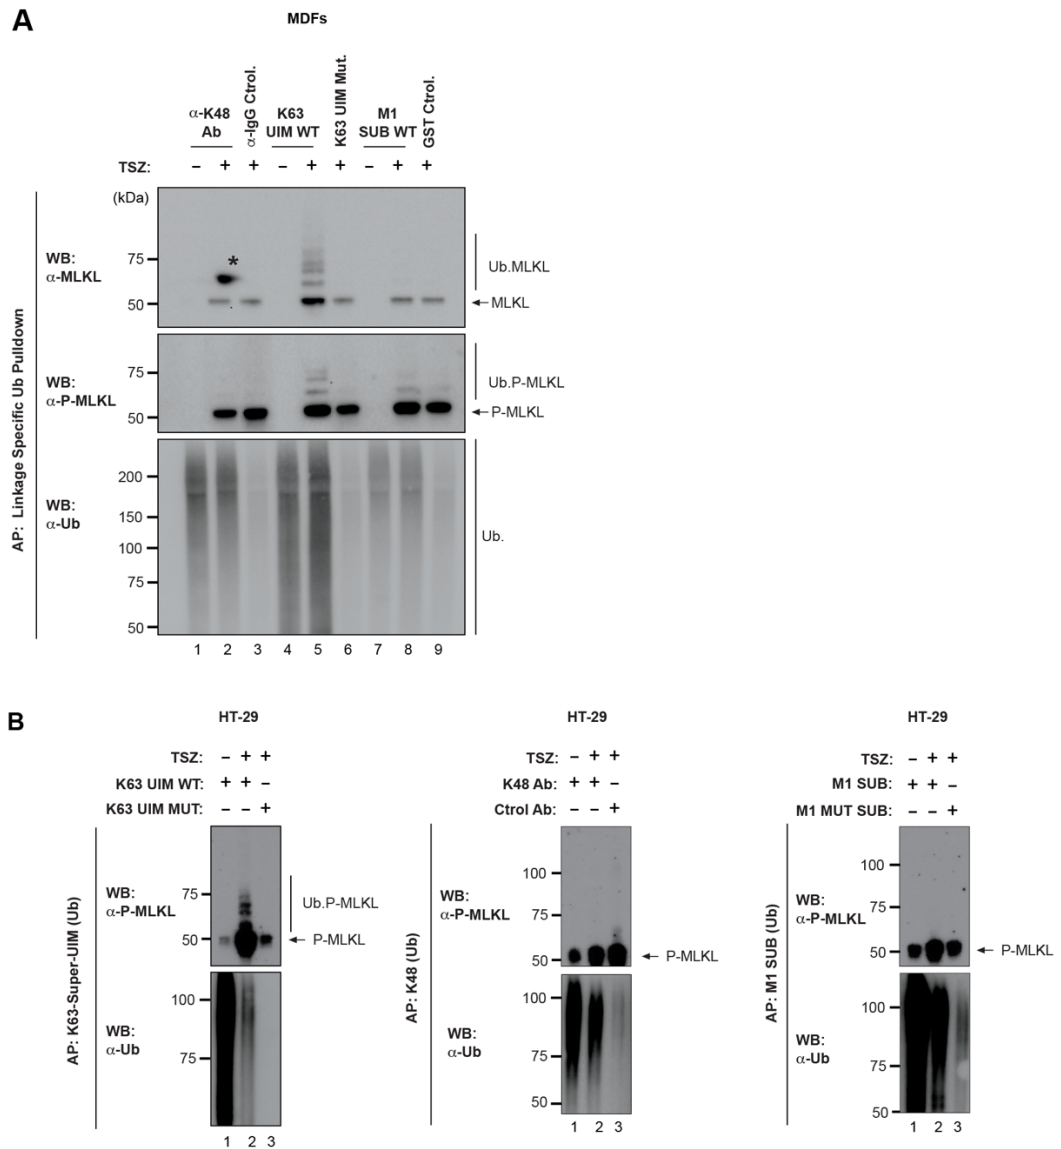 A
MDFs
α-K48 Ab
α-IgG Ctrol.
K63 UIM WT
K63 UIM Mut.
M1 SUB WT
GST Ctrol.
TSZ: – + + – + + – + +
(kDa)
AP: Linkage Specific Ub Pulldown
WB: α-MLKL
75
50
*
Ub.MLKL
MLKL
WB: α-P-MLKL
75
50
Ub.P-MLKL
P-MLKL
WB: α-Ub
200
150
100
75
50
Ub.
1 2 3 4 5 6 7 8 9
B
HT-29
TSZ: – + +
K63 UIM WT: + + –
K63 UIM MUT: – – +
AP: K63-Super-UIM (Ub)
WB: α-P-MLKL
75
50
Ub.P-MLKL
P-MLKL
WB: α-Ub
100
75
1 2 3
HT-29
TSZ: – + +
K48 Ab: + + –
Ctrol Ab: – – +
AP: K48 (Ub)
WB: α-P-MLKL
100
75
50
P-MLKL
WB: α-Ub
100
75
50
1 2 3
HT-29
TSZ: – + +
M1 SUB: + + –
M1 MUT SUB: – – +
AP: M1 SUB (Ub)
WB: α-P-MLKL
100
75
50
P-MLKL
WB: α-Ub
100
75
50
1 2 3